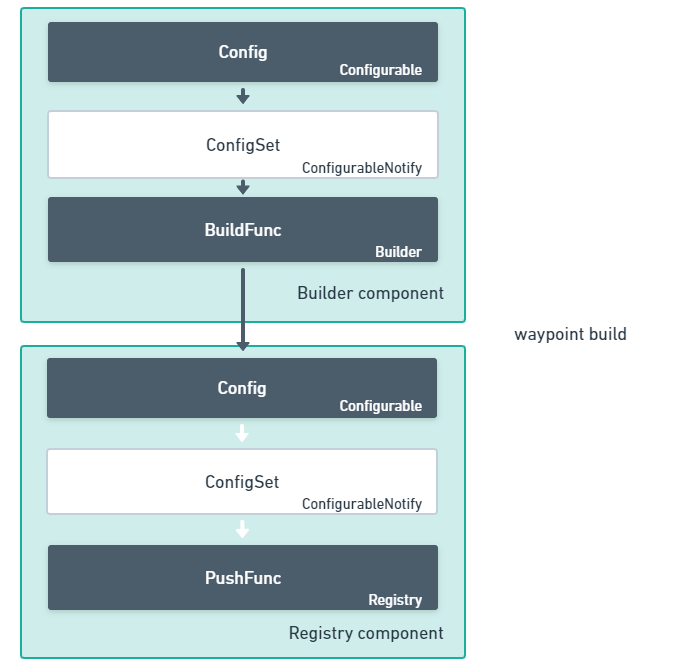 Config
Configurable
ConfigSet
ConfigurableNotify
BuildFunc
Builder
Builder component
waypoint build
Config
Configurable
ConfigSet
ConfigurableNotify
PushFunc
Registry
Registry component